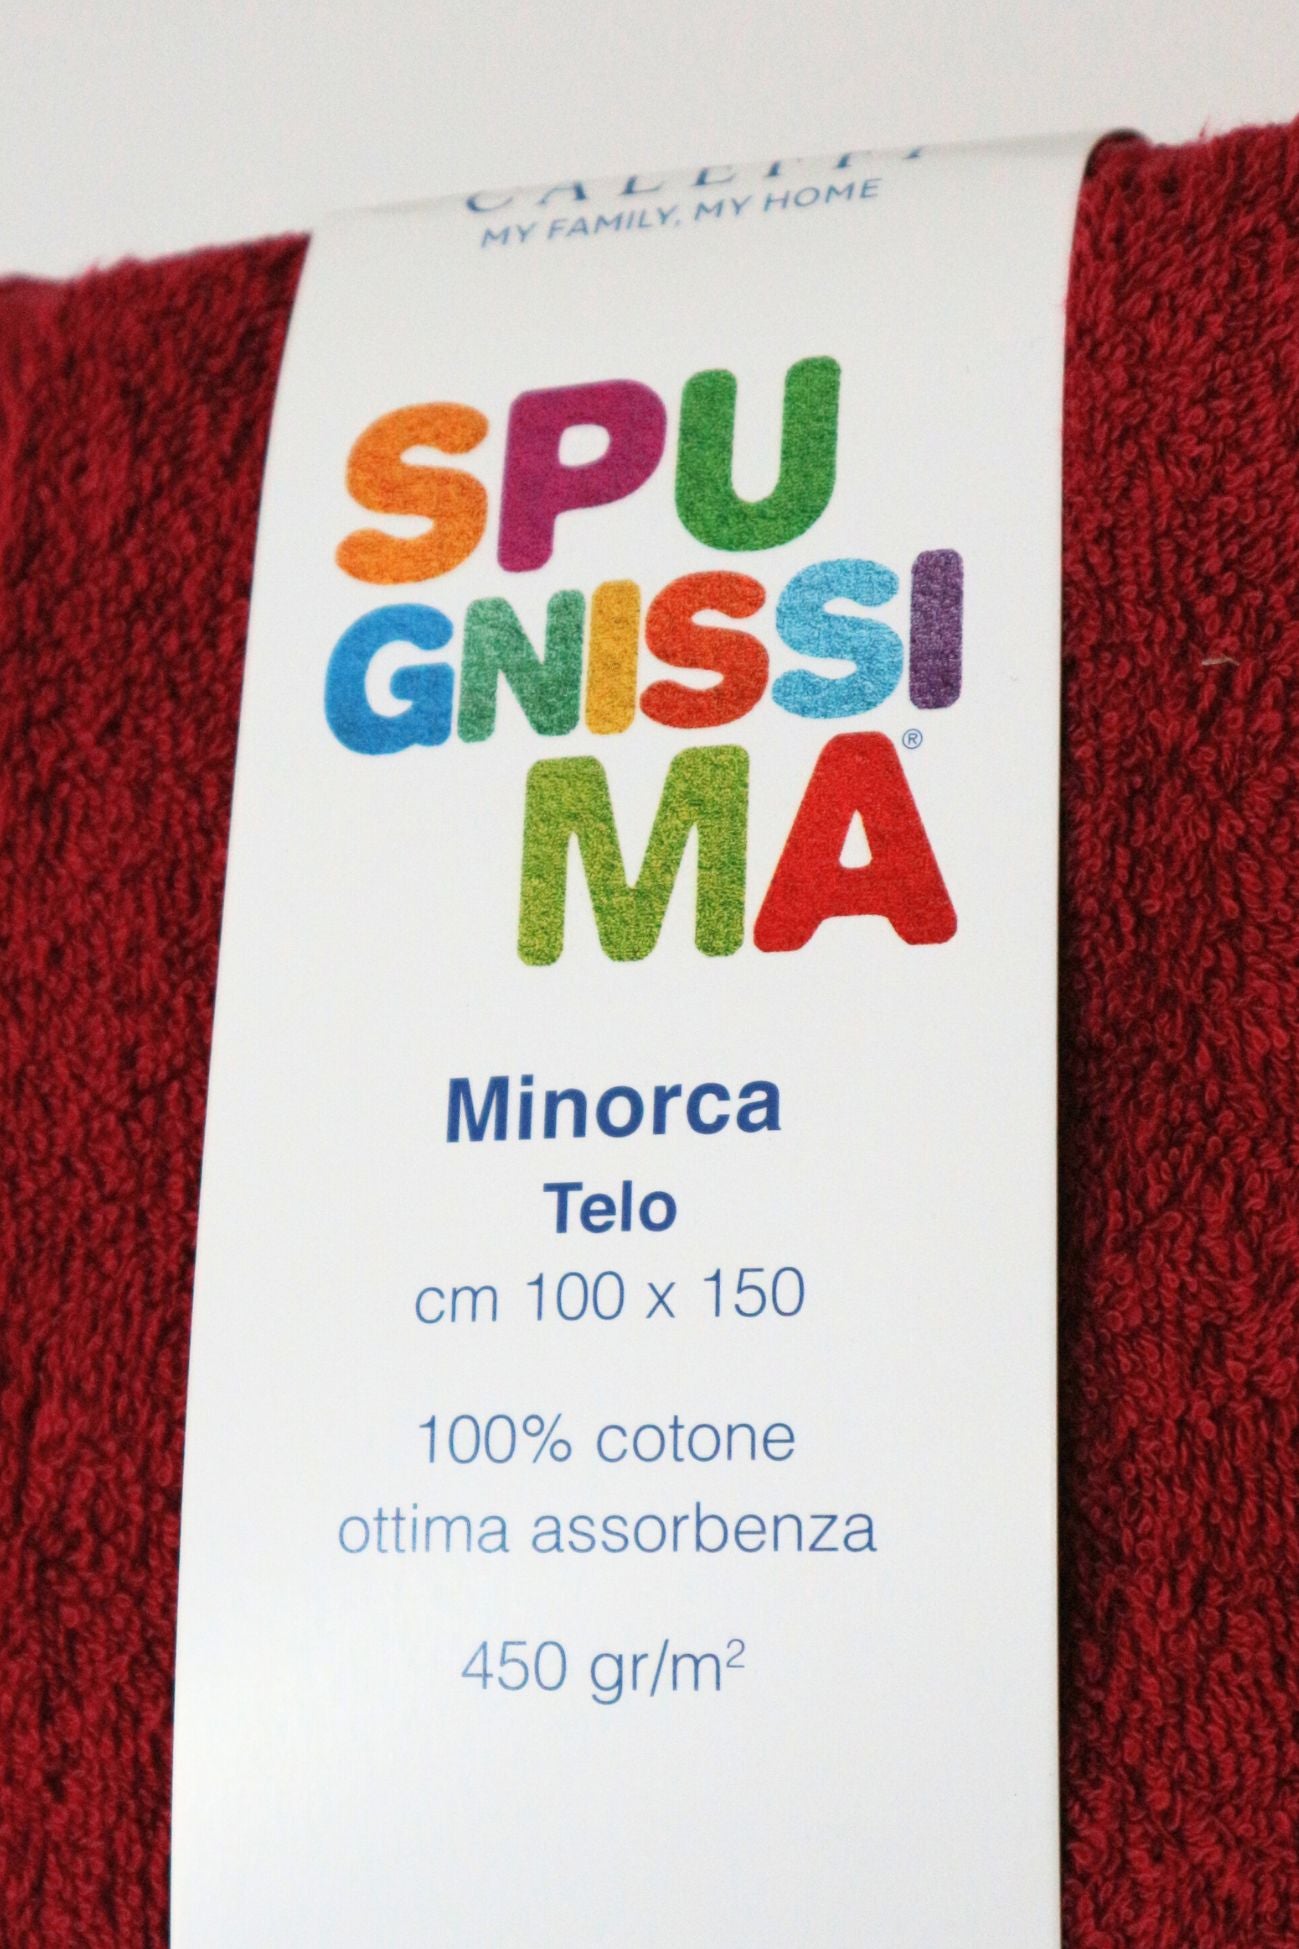 CALEFFI
MY FAMILY, MY HOME
SPU
GNISSI
MA®
Minorca
Telo
cm 100 x 150
100% cotone
ottima assorbenza
450 gr/m²